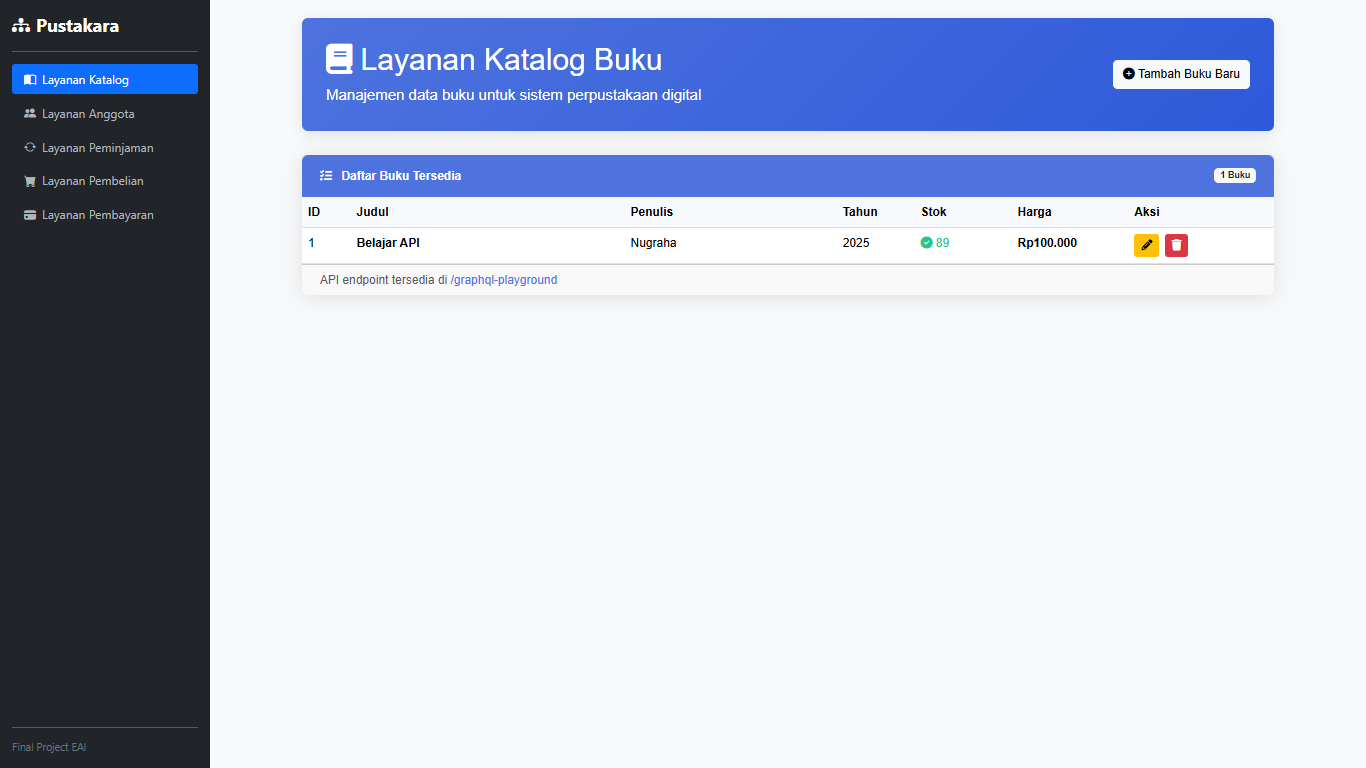 Pustakara
Layanan Katalog
Layanan Anggota
Layanan Peminjaman
Layanan Pembelian
Layanan Pembayaran
Final Project EAI
Layanan Katalog Buku
Manajemen data buku untuk sistem perpustakaan digital
Tambah Buku Baru
Daftar Buku Tersedia
1 Buku
ID Judul Penulis Tahun Stok Harga Aksi
1 Belajar API Nugraha 2025 89 Rp100.000
API endpoint tersedia di /graphql-playground